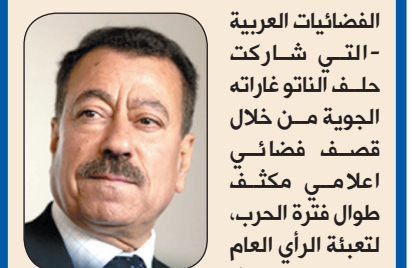 الفضائيات العربية
-التي شاركت
حلف الناتو غاراته
الجوية من خلال
قصف فضائي
اعلامي مكثف
طوال فترة الحرب،
لتعبئة الرأي العام